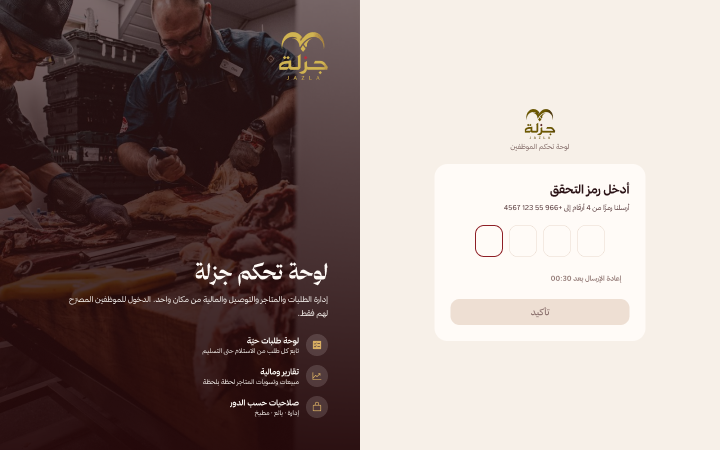 جزلة
JAZLA
لوحة تحكم جزلة
إدارة الطلبات والمتاجر والتوصيل والمالية من مكان واحد. الدخول للموظفين المصرّح
لهم فقط.
لوحة طلبات حيّة
تابع كل طلب من الاستلام حتى التسليم
تقارير ومالية
مبيعات وتسويات المتاجر لحظة بلحظة
صلاحيات حسب الدور
إدارة · بائع · مطبخ
جزلة
JAZLA
لوحة تحكم الموظفين
أدخل رمز التحقق
أرسلنا رمزًا من 4 أرقام إلى +966 55 123 4567
إعادة الإرسال بعد 00:30
تأكيد